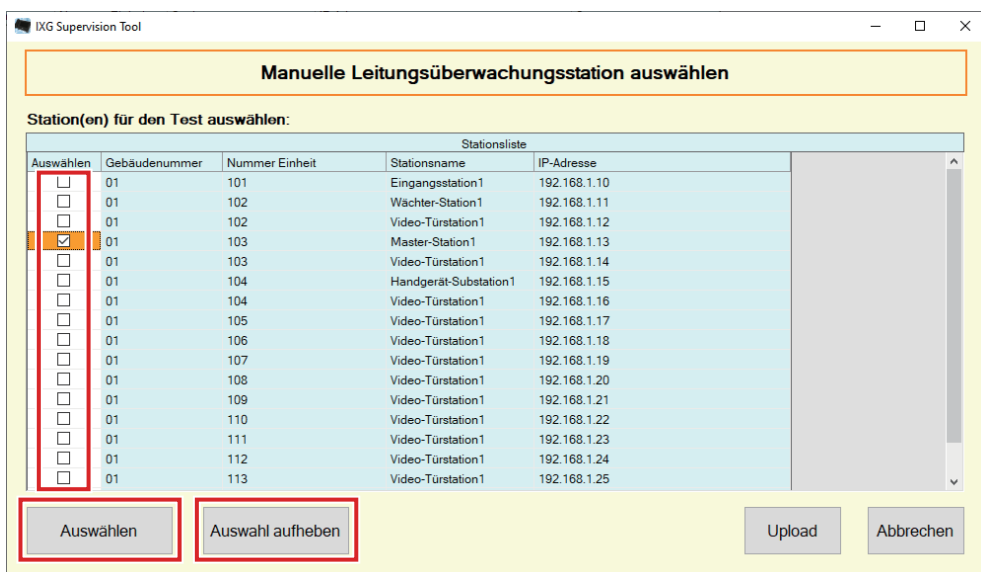 IXG Supervision Tool
Manuelle Leitungsüberwachungsstation auswählen
Station(en) für den Test auswählen:
Stationsliste
Auswählen Gebäudenummer Nummer Einheit Stationsname IP-Adresse
01 101 Eingangsstation1 192.168.1.10
01 102 Wächter-Station1 192.168.1.11
01 102 Video-Türstation1 192.168.1.12
01 103 Master-Station1 192.168.1.13
01 103 Video-Türstation1 192.168.1.14
01 104 Handgerät-Substation1 192.168.1.15
01 104 Video-Türstation1 192.168.1.16
01 105 Video-Türstation1 192.168.1.17
01 106 Video-Türstation1 192.168.1.18
01 107 Video-Türstation1 192.168.1.19
01 108 Video-Türstation1 192.168.1.20
01 109 Video-Türstation1 192.168.1.21
01 110 Video-Türstation1 192.168.1.22
01 111 Video-Türstation1 192.168.1.23
01 112 Video-Türstation1 192.168.1.24
01 113 Video-Türstation1 192.168.1.25
Auswählen Auswahl aufheben Upload Abbrechen